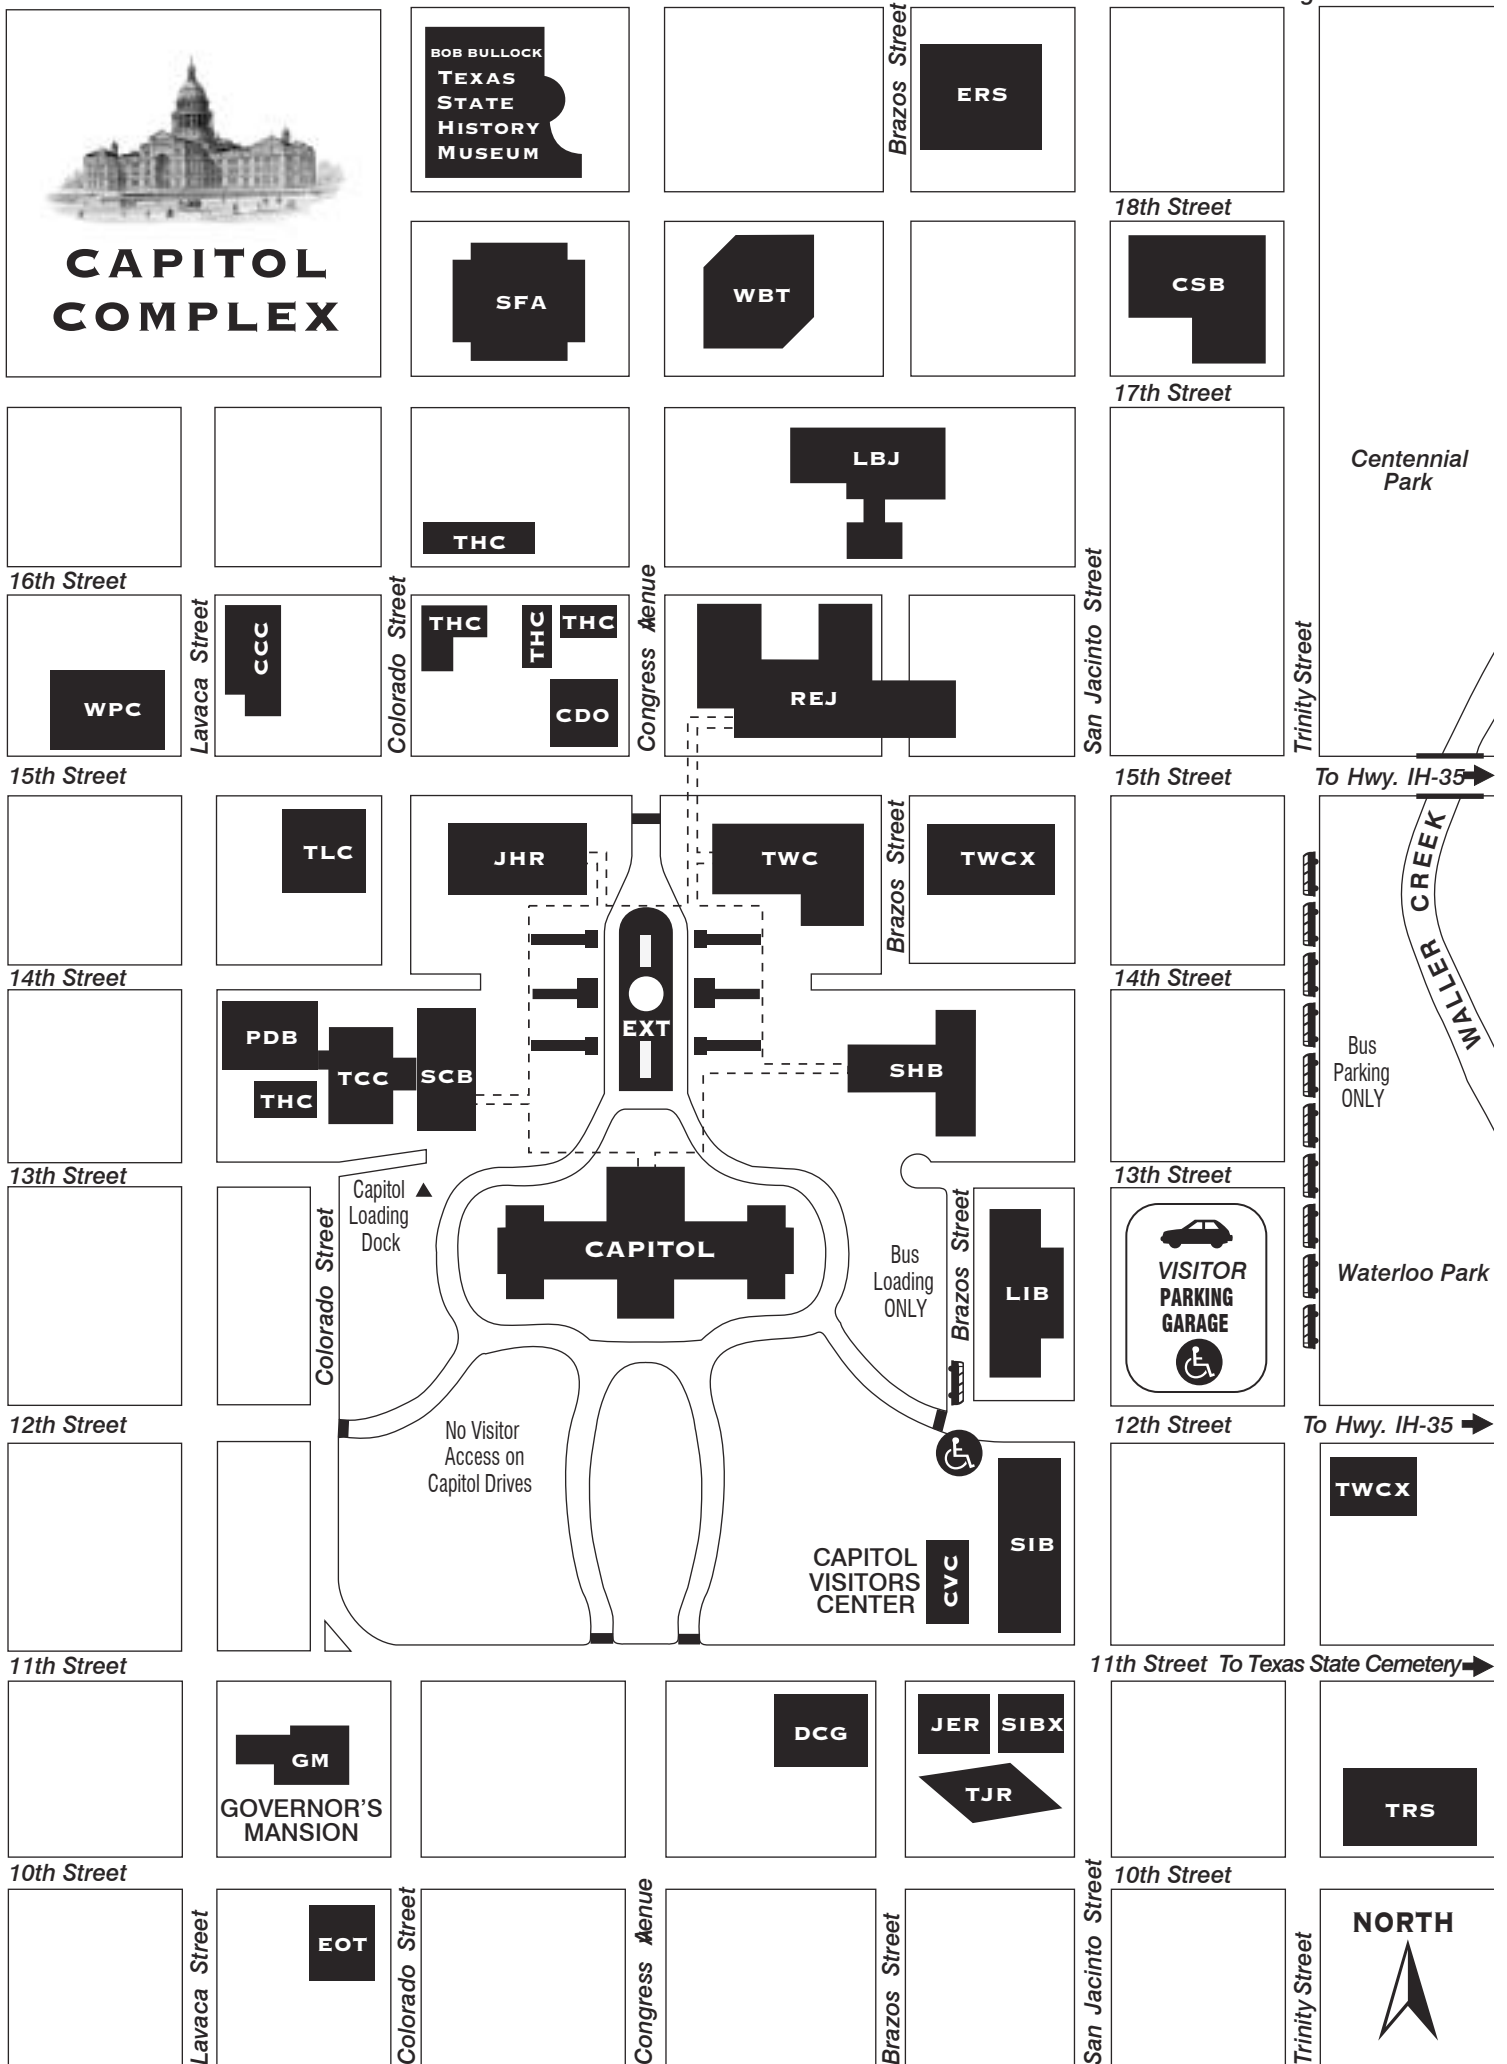 BOB BULLOCK
TEXAS
STATE
HISTORY
MUSEUM
Brazos Street
ERS
CAPITOL
COMPLEX
18th Street
SFA
WBT
CSB
17th Street
LBJ
Centennial
Park
THC
16th Street
Lavaca Street
CCC
Colorado Street
THC
THC
THC
Congress Avenue
San Jacinto Street
Trinity Street
WPC
CDO
REJ
15th Street
15th Street
To Hwy. IH-35
TLC
JHR
TWC
Brazos Street
TWCX
WALLER CREEK
14th Street
14th Street
PDB
TCC
SCB
THC
EXT
SHB
Bus
Parking
ONLY
13th Street
13th Street
Capitol
Loading
Dock
Colorado Street
CAPITOL
Bus
Loading
ONLY
Brazos Street
LIB
VISITOR
PARKING
GARAGE
Waterloo Park
12th Street
12th Street
To Hwy. IH-35
No Visitor
Access on
Capitol Drives
TWCX
CAPITOL
VISITORS
CENTER
CVC
SIB
11th Street
11th Street To Texas State Cemetery
GM
GOVERNOR'S
MANSION
DCG
JER
SIBX
TJR
TRS
10th Street
10th Street
Lavaca Street
EOT
Colorado Street
Congress Avenue
Brazos Street
San Jacinto Street
Trinity Street
NORTH